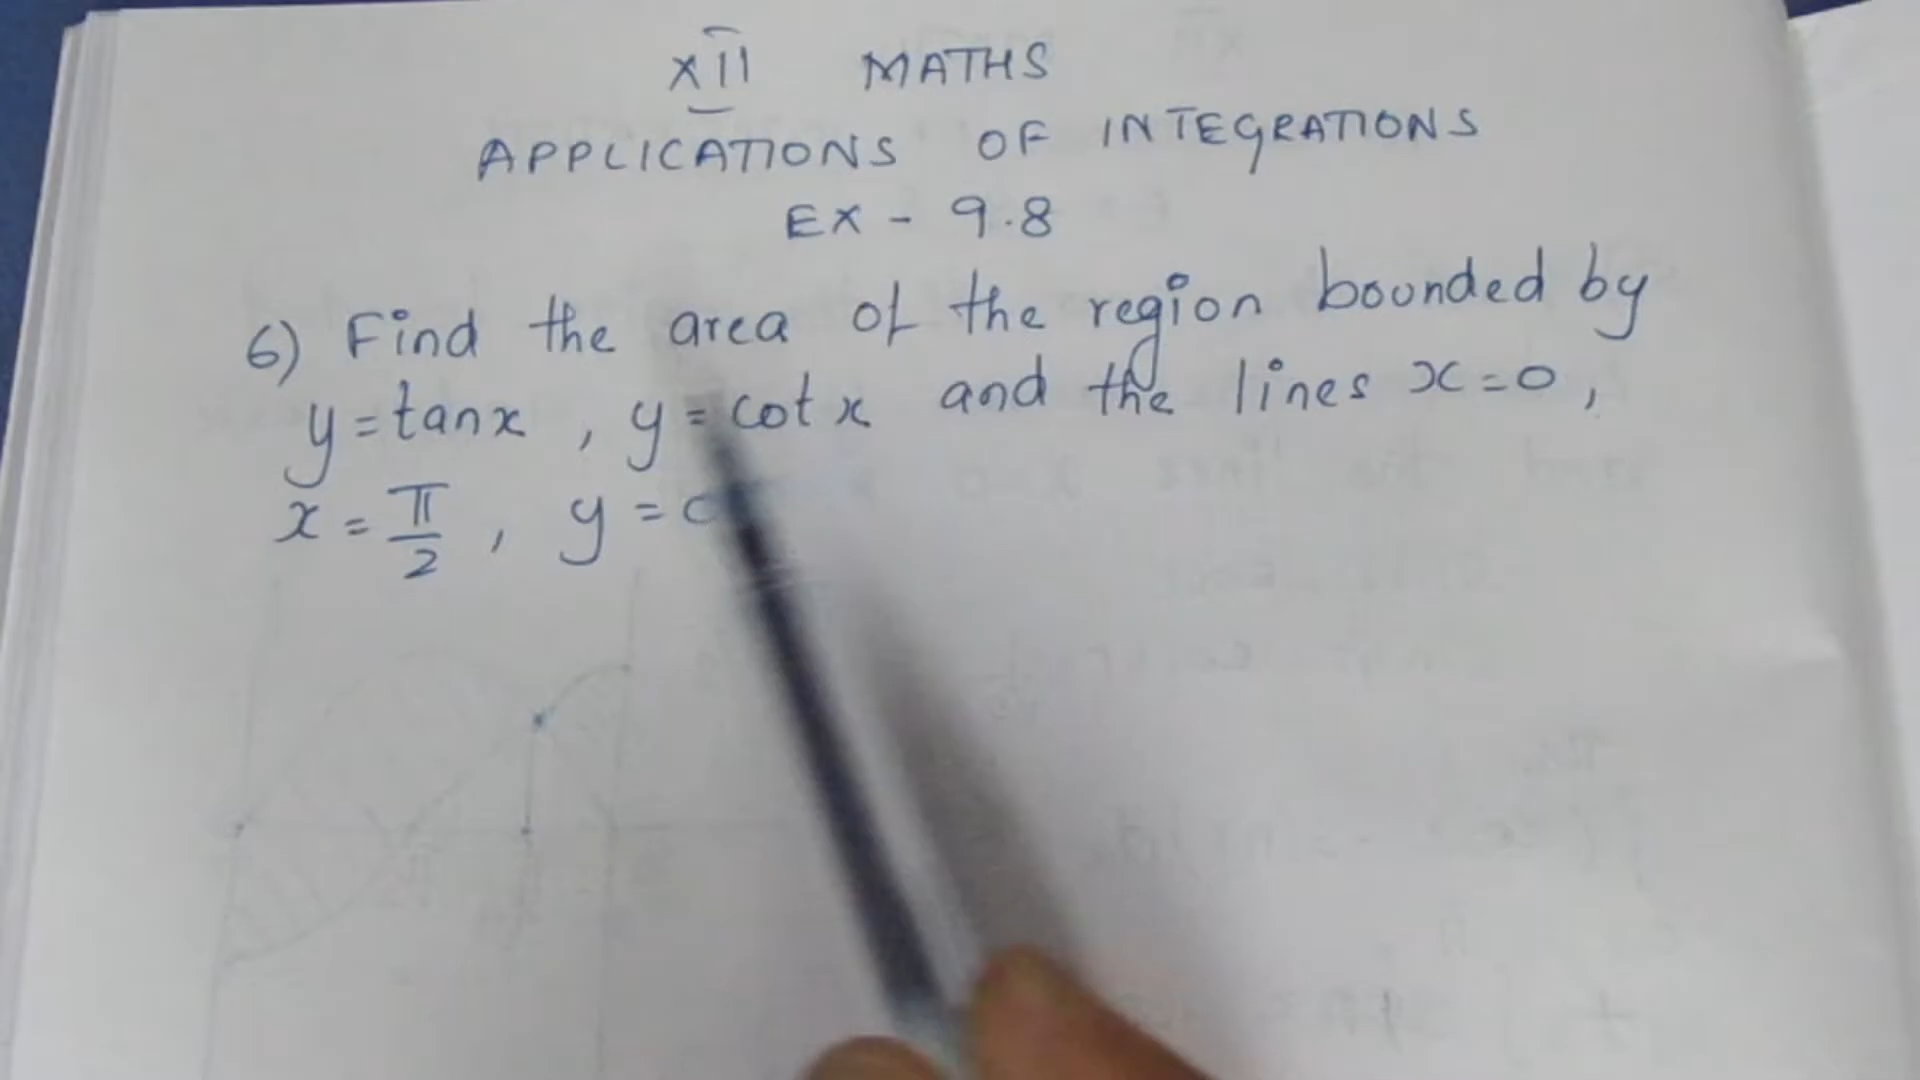 XII MATHS
APPLICATIONS OF INTEGRATIONS
EX - 9.8
6) Find the area of the region bounded by
y = tan x , y = cot x and the lines x = 0 ,
x = π/2 , y =